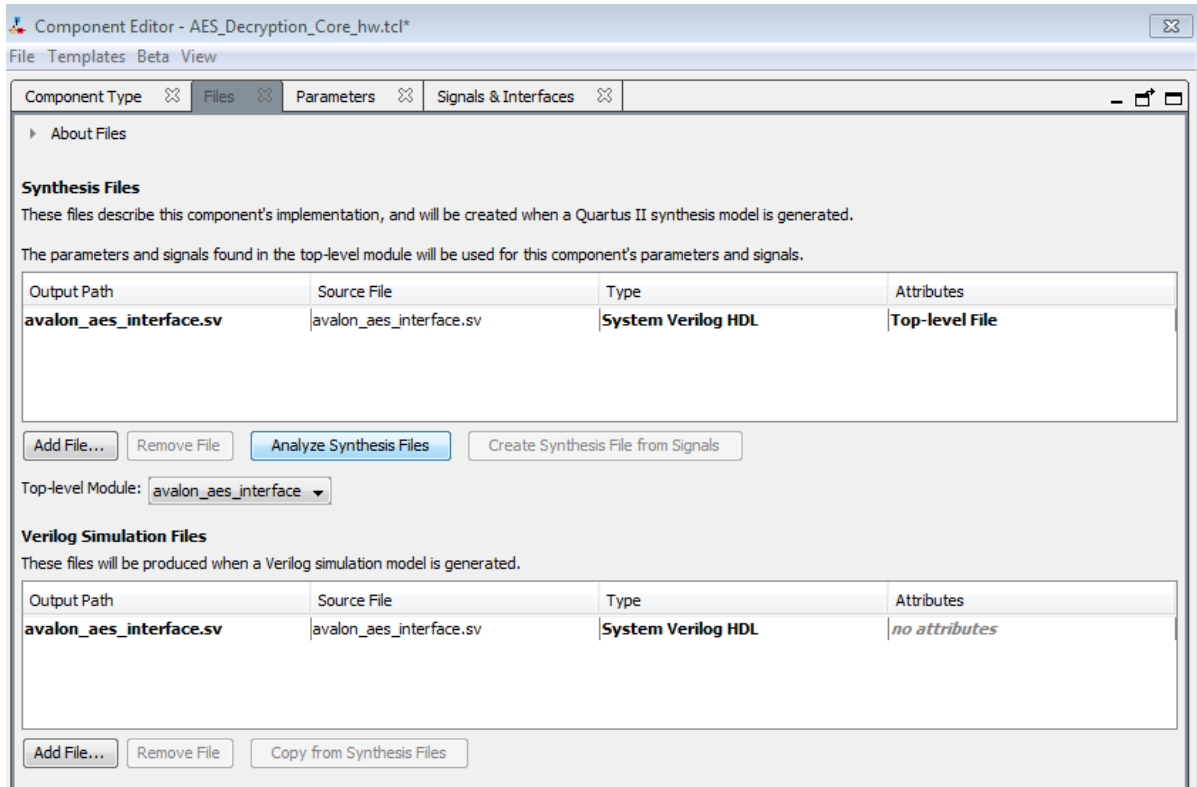 Component Editor - AES_Decryption_Core_hw.tcl*
File Templates Beta View
Component Type Files Parameters Signals & Interfaces
About Files
Synthesis Files
These files describe this component's implementation, and will be created when a Quartus II synthesis model is generated.
The parameters and signals found in the top-level module will be used for this component's parameters and signals.
Output Path Source File Type Attributes
avalon_aes_interface.sv avalon_aes_interface.sv System Verilog HDL Top-level File
Add File... Remove File Analyze Synthesis Files Create Synthesis File from Signals
Top-level Module: avalon_aes_interface
Verilog Simulation Files
These files will be produced when a Verilog simulation model is generated.
Output Path Source File Type Attributes
avalon_aes_interface.sv avalon_aes_interface.sv System Verilog HDL no attributes
Add File... Remove File Copy from Synthesis Files